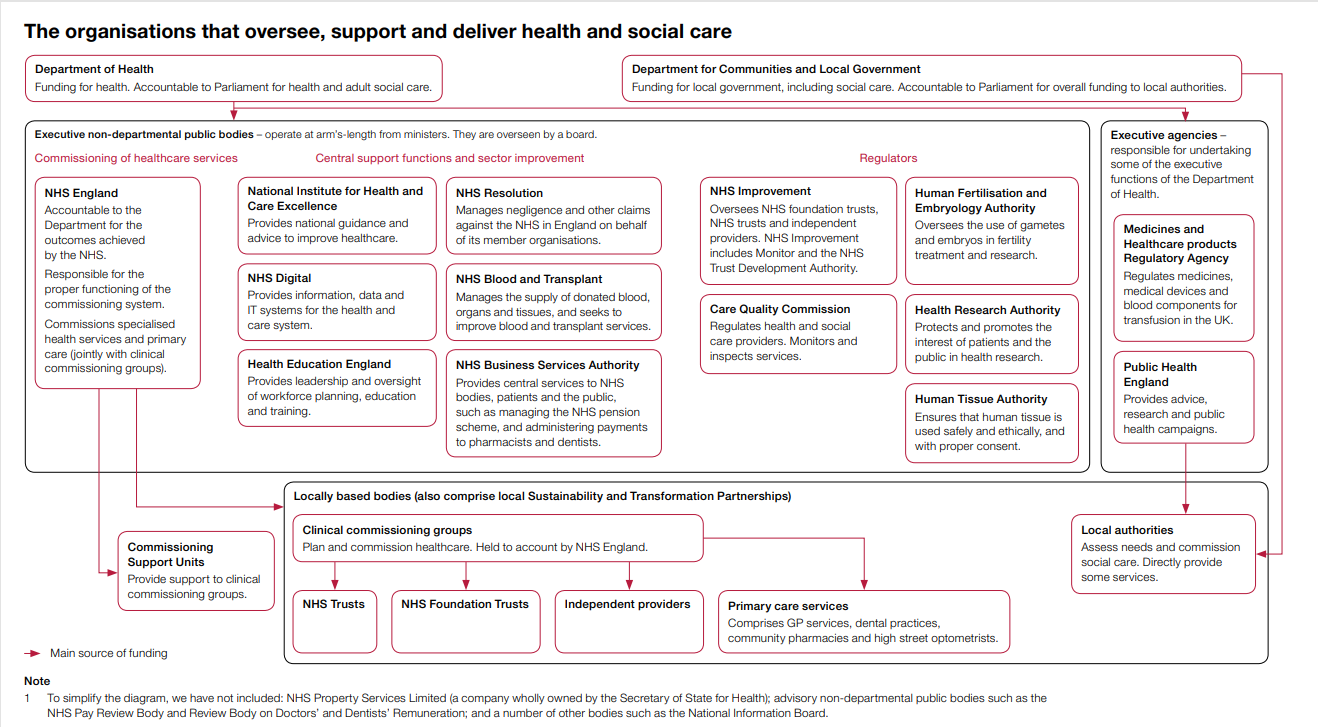 The organisations that oversee, support and deliver health and social care
Department of Health
Funding for health. Accountable to Parliament for health and adult social care.
Department for Communities and Local Government
Funding for local government, including social care. Accountable to Parliament for overall funding to local authorities.
Executive non-departmental public bodies – operate at arm's-length from ministers. They are overseen by a board.
Commissioning of healthcare services
Central support functions and sector improvement
Regulators
NHS England
Accountable to the
Department for the
outcomes achieved
by the NHS.
Responsible for the
proper functioning of the
commissioning system.
Commissions specialised
health services and primary
care (jointly with clinical
commissioning groups).
National Institute for Health and
Care Excellence
Provides national guidance and
advice to improve healthcare.
NHS Digital
Provides information, data and
IT systems for the health and
care system.
Health Education England
Provides leadership and oversight
of workforce planning, education
and training.
NHS Resolution
Manages negligence and other claims
against the NHS in England on behalf
of its member organisations.
NHS Blood and Transplant
Manages the supply of donated blood,
organs and tissues, and seeks to
improve blood and transplant services.
NHS Business Services Authority
Provides central services to NHS
bodies, patients and the public,
such as managing the NHS pension
scheme, and administering payments
to pharmacists and dentists.
NHS Improvement
Oversees NHS foundation trusts,
NHS trusts and independent
providers. NHS Improvement
includes Monitor and the NHS
Trust Development Authority.
Care Quality Commission
Regulates health and social
care providers. Monitors and
inspects services.
Human Fertilisation and
Embryology Authority
Oversees the use of gametes
and embryos in fertility
treatment and research.
Health Research Authority
Protects and promotes the
interest of patients and the
public in health research.
Human Tissue Authority
Ensures that human tissue is
used safely and ethically, and
with proper consent.
Executive agencies –
responsible for undertaking
some of the executive
functions of the Department
of Health.
Medicines and
Healthcare products
Regulatory Agency
Regulates medicines,
medical devices and
blood components for
transfusion in the UK.
Public Health
England
Provides advice,
research and public
health campaigns.
Locally based bodies (also comprise local Sustainability and Transformation Partnerships)
Clinical commissioning groups
Plan and commission healthcare. Held to account by NHS England.
Local authorities
Assess needs and commission
social care. Directly provide
some services.
Commissioning
Support Units
Provide support to clinical
commissioning groups.
NHS Trusts
NHS Foundation Trusts
Independent providers
Primary care services
Comprises GP services, dental practices,
community pharmacies and high street optometrists.
Main source of funding
Note
1 To simplify the diagram, we have not included: NHS Property Services Limited (a company wholly owned by the Secretary of State for Health); advisory non-departmental public bodies such as the
NHS Pay Review Body and Review Body on Doctors' and Dentists' Remuneration; and a number of other bodies such as the National Information Board.